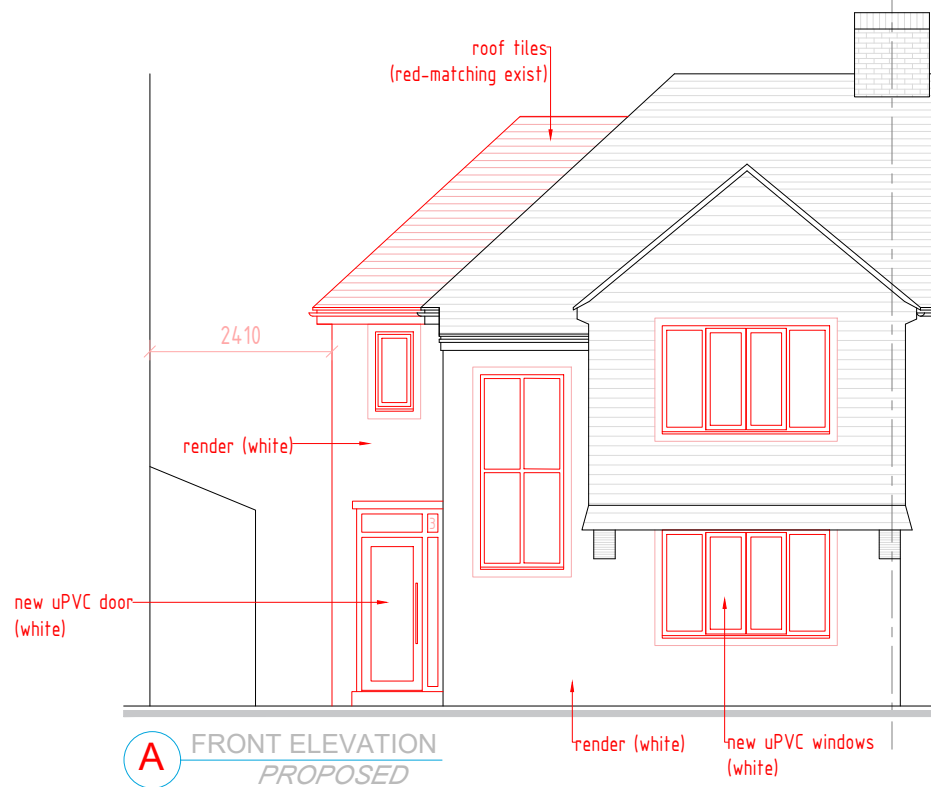 roof tiles
(red-matching exist)
2410
render (white)
3
new uPVC door
(white)
render (white)
new uPVC windows
(white)
A
FRONT ELEVATION
PROPOSED